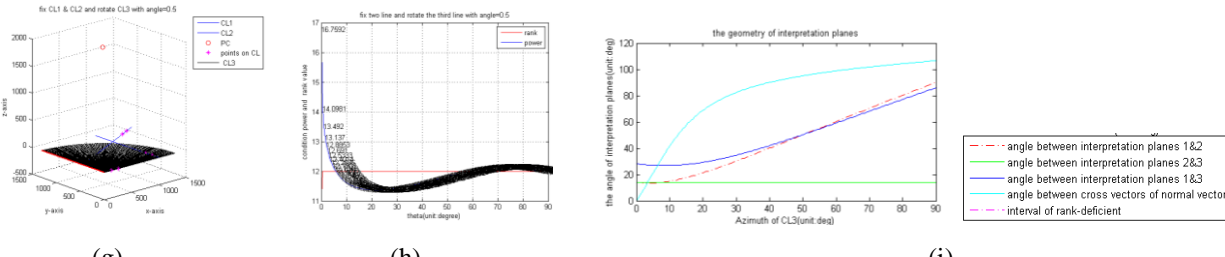 fix CL1 & CL2 and rotate CL3 with angle=0.5
CL1
CL2
PC
points on CL
CL3
2000
1500
1000
500
0
-500
z-axis
1500
1000
500
0
y-axis
0
500
1000
1500
x-axis
(g)
fix two line and rotate the third line with angle=0.5
rank
power
17
16.7592
16
15
14.0981
14
13.492
13.137
13
12
11
condition power and rank value
0 10 20 30 40 50 60 70 80 90
theta(unit:degree)
(h)
the geometry of interpretation planes
120
100
80
60
40
20
0
the angle of interpretation planes(unit:deg)
0 10 20 30 40 50 60 70 80 90
Azimuth of CL3(unit:deg)
(i)
angle between interpretation planes 1&2
angle between interpretation planes 2&3
angle between interpretation planes 1&3
angle between cross vectors of normal vector
interval of rank-deficient